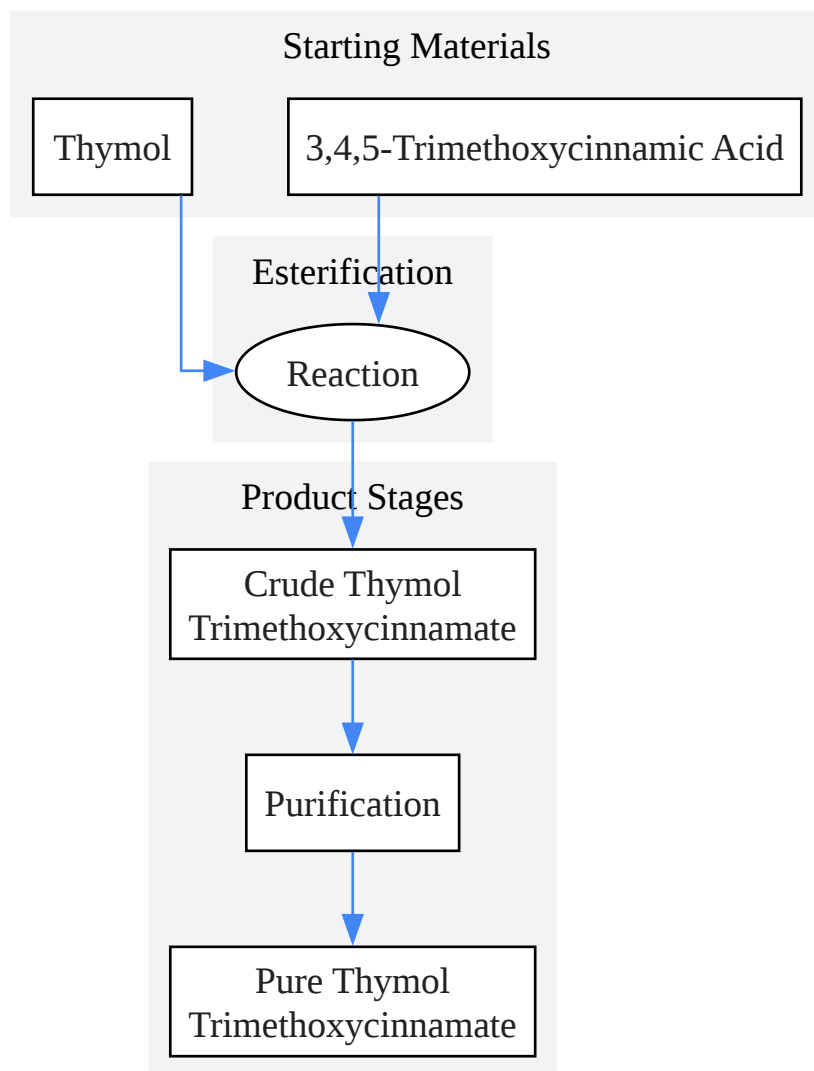 Starting Materials
Thymol
3,4,5-Trimethoxycinnamic Acid
Esterification
Reaction
Product Stages
Crude Thymol
Trimethoxycinnamate
Purification
Pure Thymol
Trimethoxycinnamate